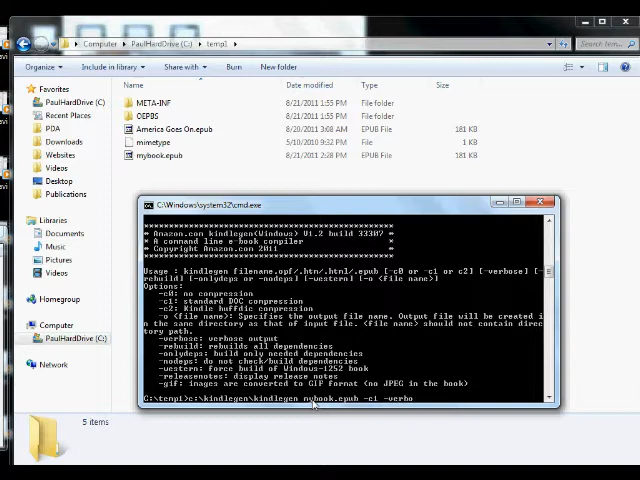 Computer ▸ PaulHardDrive (C:) ▸ temp1 ▸
Search tem...
Organize ▾ Include in library ▾ Share with ▾ Burn New folder
Name Date modified Type Size
Favorites
PaulHardDrive (C)
Recent Places
PDA
Downloads
Websites
Videos
Desktop
Publications
Libraries
Documents
Music
Pictures
Videos
Homegroup
Computer
PaulHardDrive (C:)
Network
META-INF 8/21/2011 1:55 PM File folder
OEPBS 8/21/2011 1:55 PM File folder
America Goes On.epub 8/20/2011 3:08 AM EPUB File 181 KB
mimetype 5/10/2010 9:32 PM File 1 KB
mybook.epub 8/21/2011 2:28 PM EPUB File 181 KB
C:\Windows\system32\cmd.exe
*************************************************
* Amazon.com kindlegen(Windows) V1.2 build 33307 *
* A command line e-book compiler *
* Copyright Amazon.com 2011 *
*************************************************
Usage : kindlegen filename.opf/.htm/.html/.epub [-c0 or -c1 or c2] [-verbose] [-
rebuild] [-onlydeps or -nodeps] [-western] [-o <file name>]
Options:
-c0: no compression
-c1: standard DOC compression
-c2: Kindle huffdic compression
-o <file name>: Specifies the output file name. Output file will be created i
n the same directory as that of input file. <file name> should not contain direc
tory path.
-verbose: verbose output
-rebuild: rebuilds all dependencies
-onlydeps: build only needed dependencies
-nodeps: do not check/build dependencies
-western: force build of Windows-1252 book
-releasenotes: display release notes
-gif: images are converted to GIF format (no JPEG in the book)
C:\temp1>c:\kindlegen\kindlegen mybook.epub -c1 -verbo
5 items